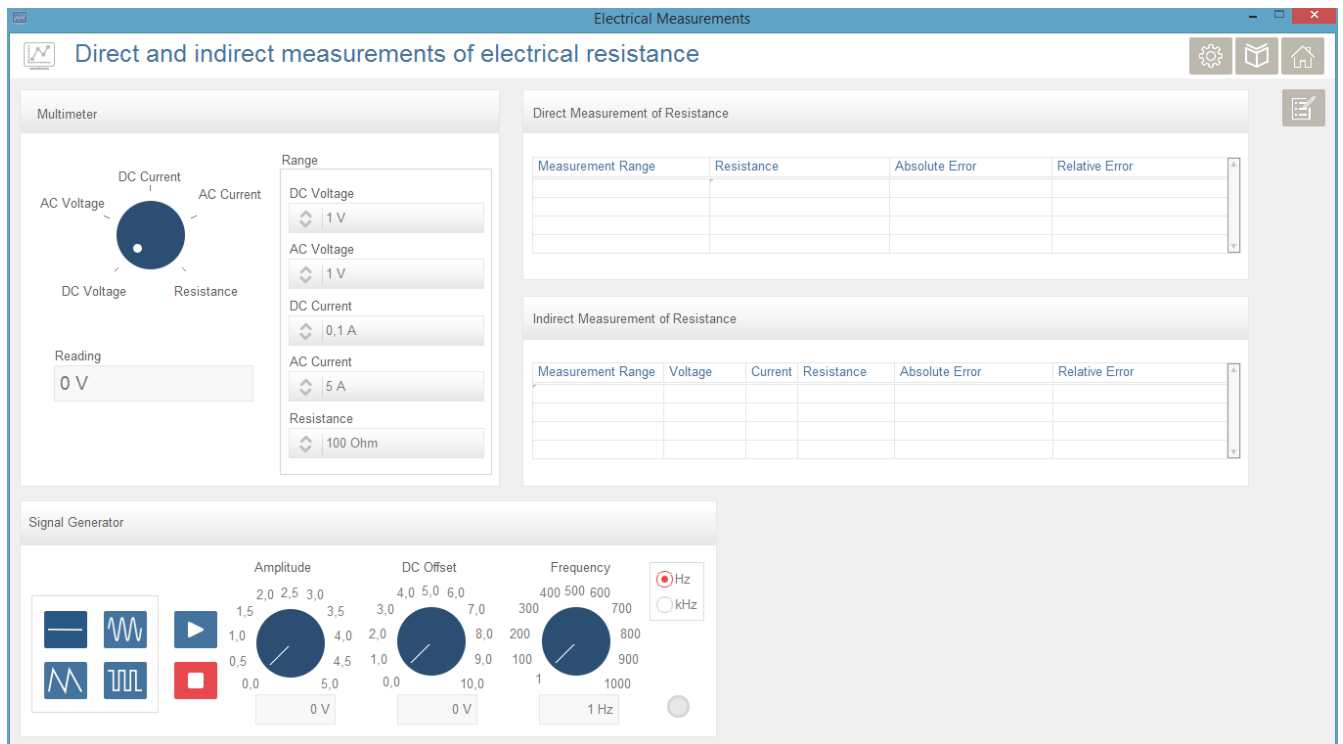 Electrical Measurements
Direct and indirect measurements of electrical resistance
Multimeter
DC Current
AC Voltage
AC Current
DC Voltage
Resistance
Reading
0 V
Range
DC Voltage
1 V
AC Voltage
1 V
DC Current
0,1 A
AC Current
5 A
Resistance
100 Ohm
Direct Measurement of Resistance
Measurement Range Resistance Absolute Error Relative Error
Indirect Measurement of Resistance
Measurement Range Voltage Current Resistance Absolute Error Relative Error
Signal Generator
Amplitude
2,0 2,5 3,0
1,5 3,5
1,0 4,0
0,5 4,5
0,0 5,0
0 V
DC Offset
4,0 5,0 6,0
3,0 7,0
2,0 8,0
1,0 9,0
0,0 10,0
0 V
Frequency
400 500 600
300 700
200 800
100 900
1 1000
1 Hz
Hz
kHz